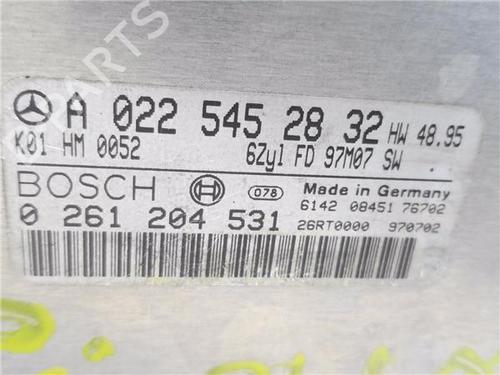 A 022 545 28 32 HW 48.95
K01 HM 0052 6Zyl FD 97M07 SW .
BOSCH 078 Made in Germany
6142 08451 76702
0 261 204 531 26RT0000 970702